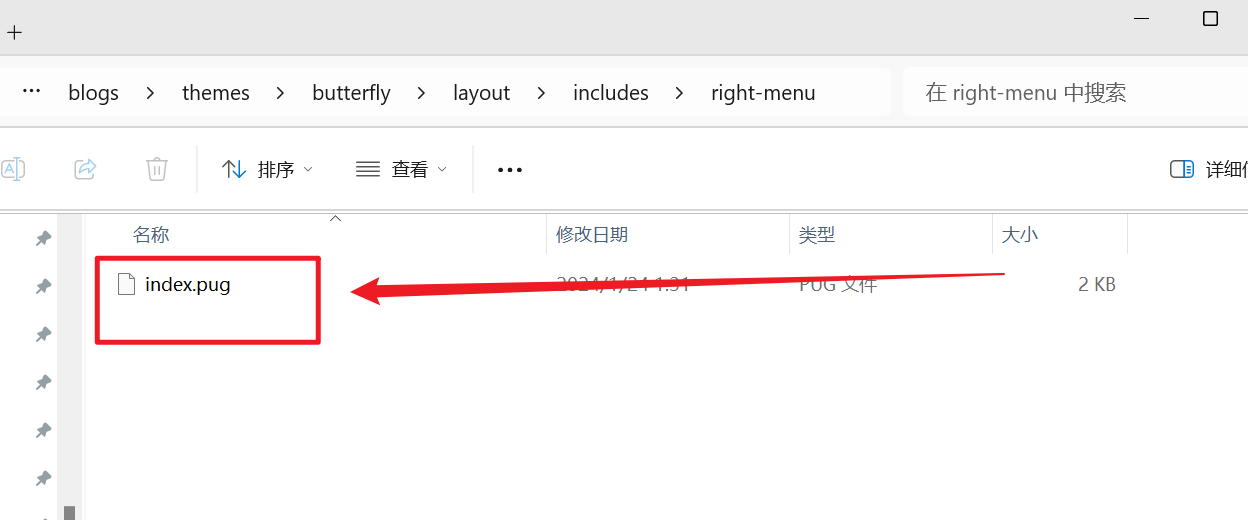 +
… blogs > themes > butterfly > layout > includes > right-menu 在 right-menu 中搜索
A 排序 查看 ••• 详细信
名称 修改日期 类型 大小
index.pug 2024/1/24 1:31 PUG 文件 2 KB